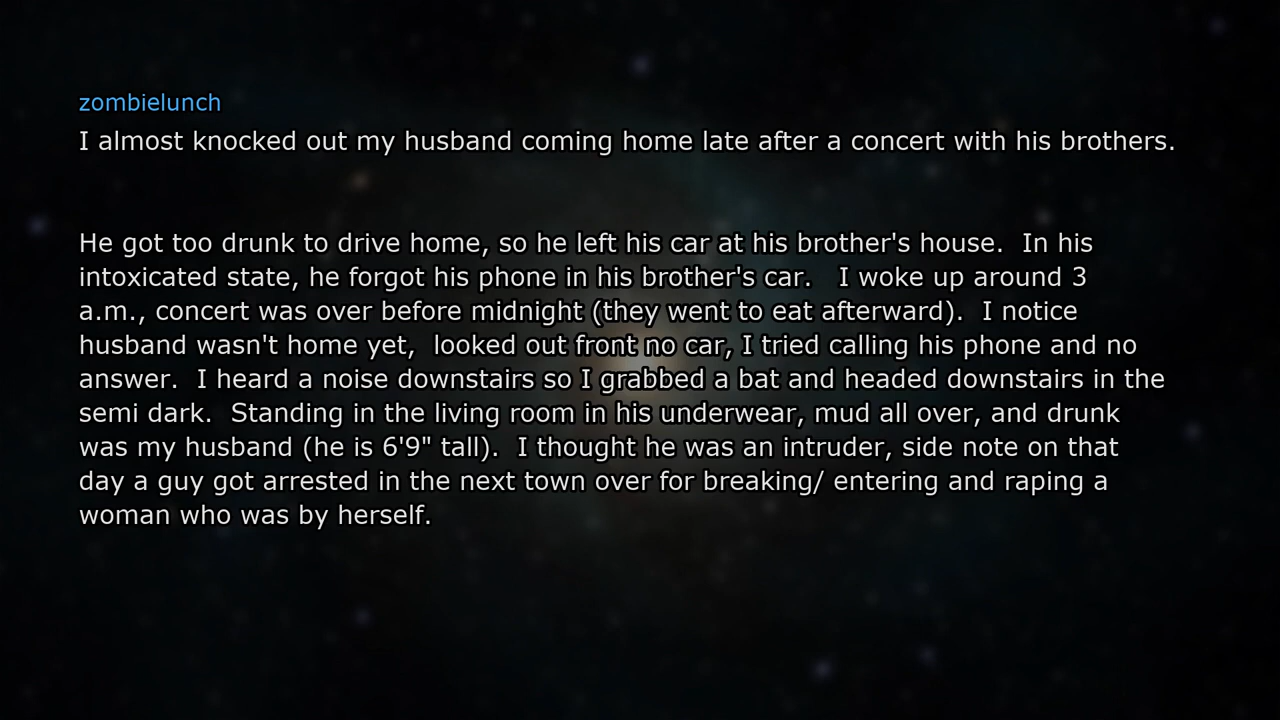 zombielunch
I almost knocked out my husband coming home late after a concert with his brothers.
He got too drunk to drive home, so he left his car at his brother's house.  In his
intoxicated state, he forgot his phone in his brother's car.   I woke up around 3
a.m., concert was over before midnight (they went to eat afterward).  I notice
husband wasn't home yet,  looked out front no car, I tried calling his phone and no
answer.  I heard a noise downstairs so I grabbed a bat and headed downstairs in the
semi dark.  Standing in the living room in his underwear, mud all over, and drunk
was my husband (he is 6'9" tall).  I thought he was an intruder, side note on that
day a guy got arrested in the next town over for breaking/ entering and raping a
woman who was by herself.